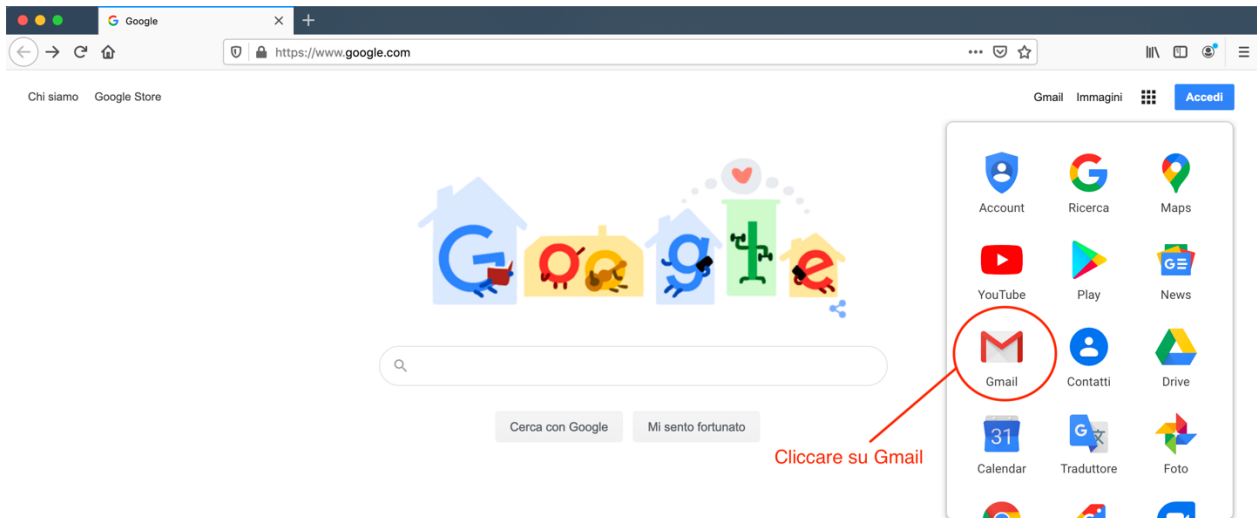 Google
https://www.google.com
Chi siamo Google Store
Gmail Immagini Accedi
Google
Account Ricerca Maps
YouTube Play News
Gmail Contatti Drive
31
Calendar Traduttore Foto
Cerca con Google Mi sento fortunato
Cliccare su Gmail